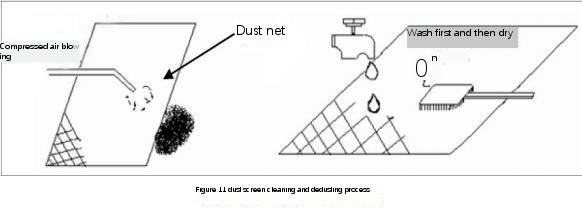 Dust net
Compressed air blow
ing
Wash first and then dry
n
Figure 11 dust screen cleaning and dedusting process